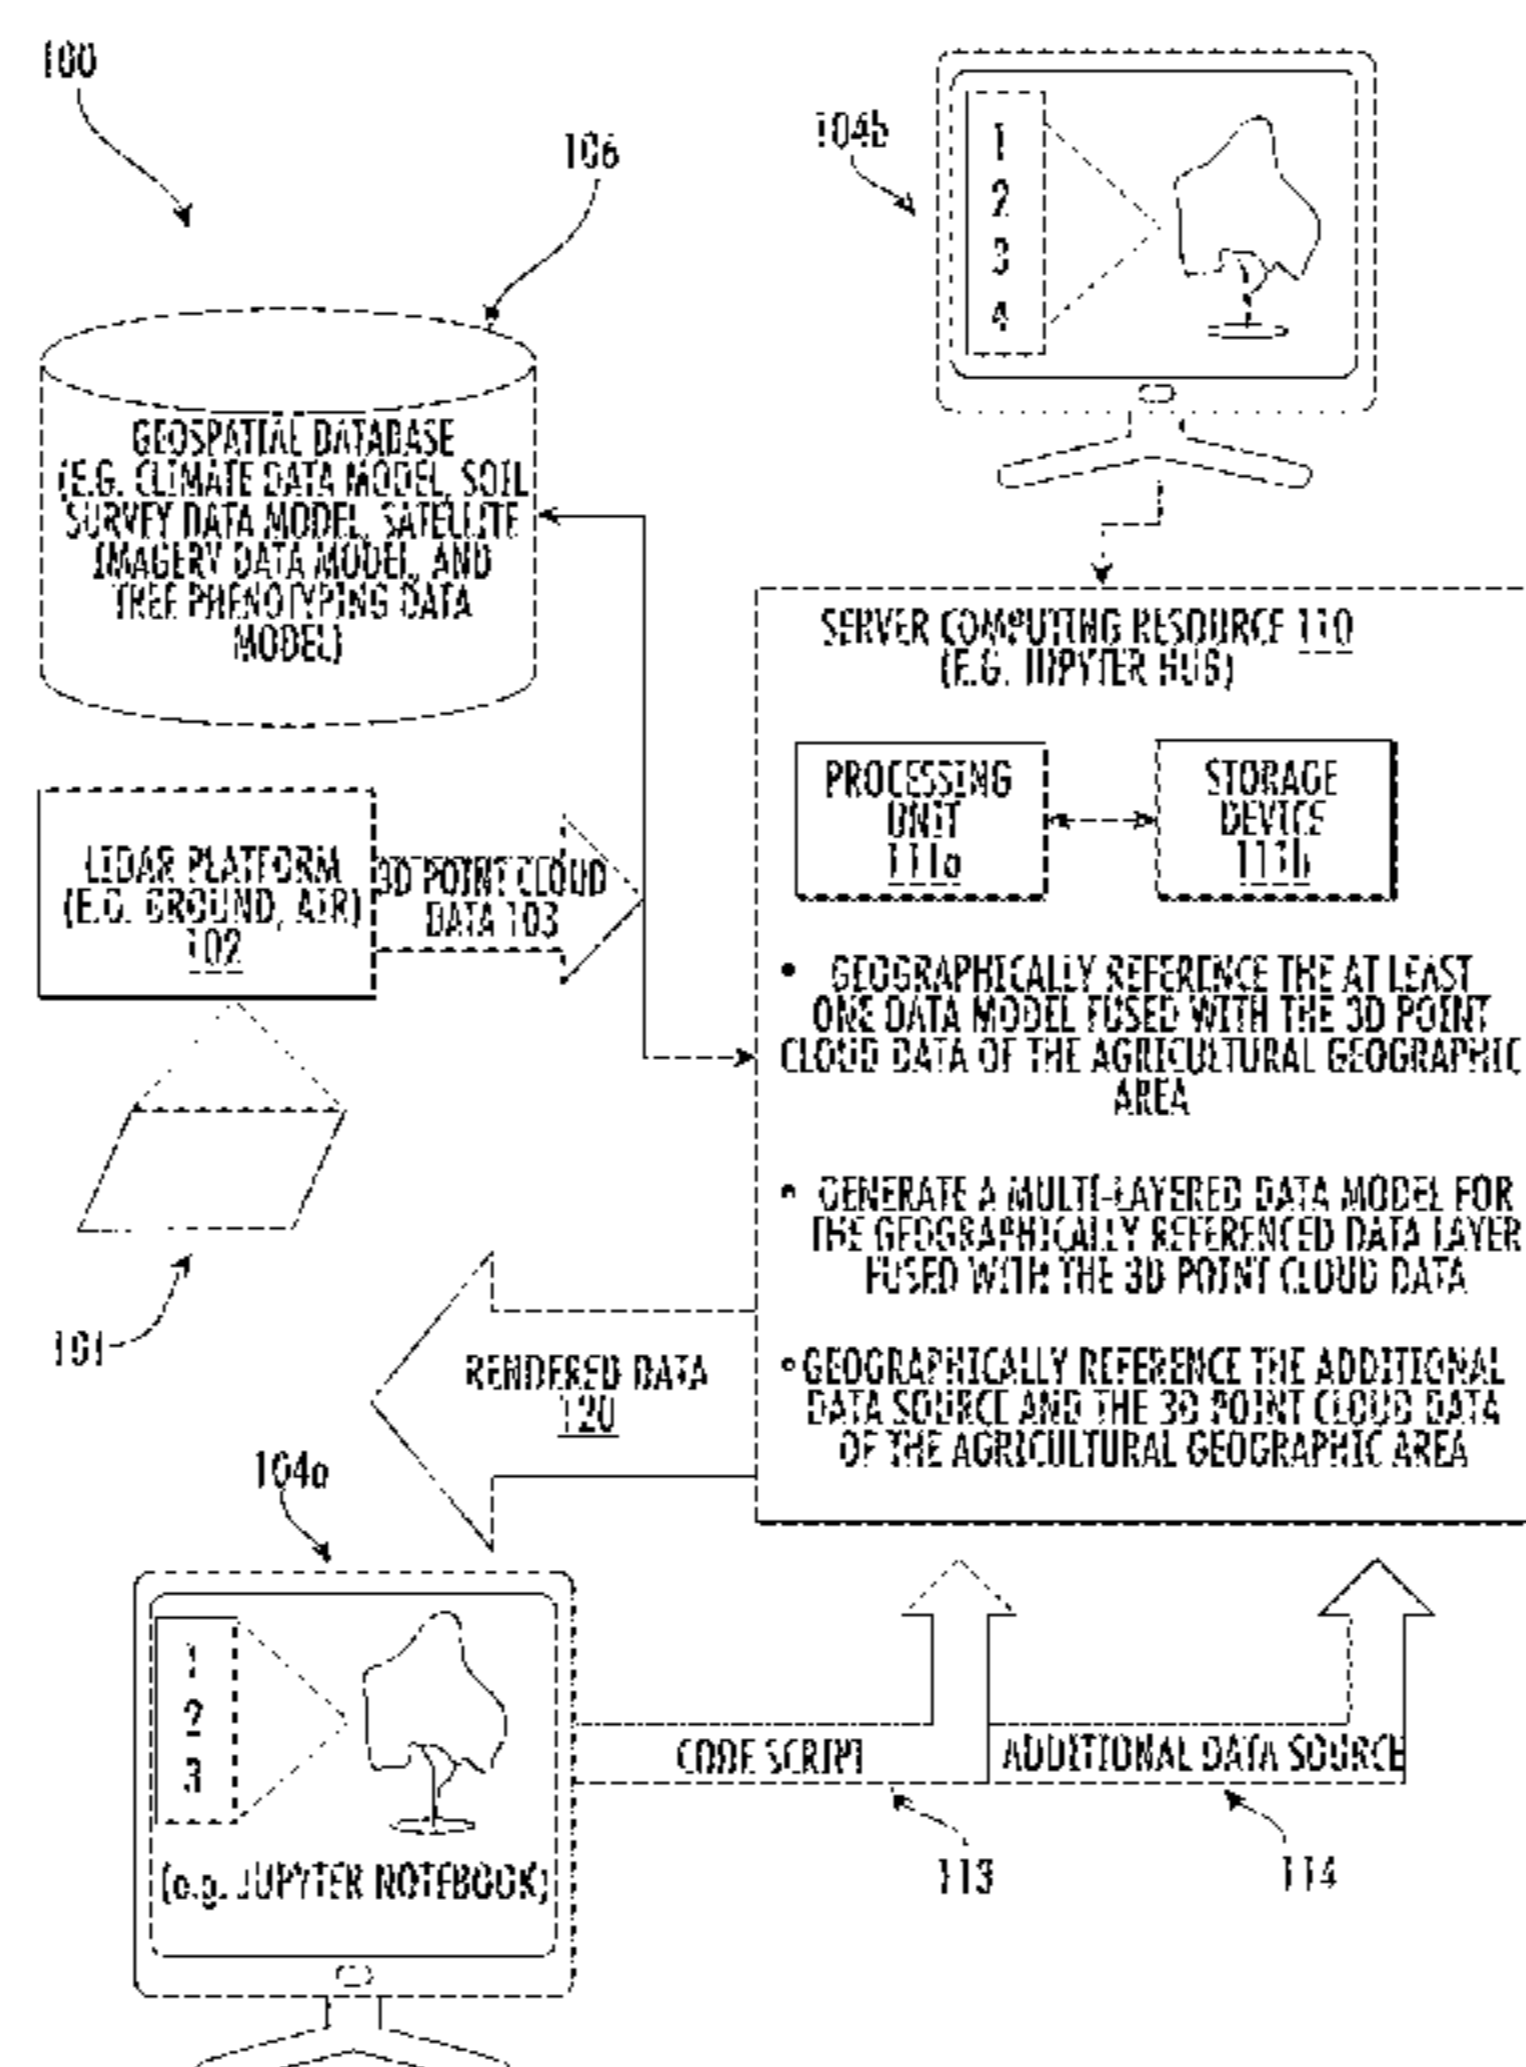 100
106
104b
1
2
3
4
GEOSPATIAL DATABASE
(E.G. CLIMATE DATA MODEL, SOIL
SURVEY DATA MODEL, SATELLITE
IMAGERY DATA MODEL, AND
TREE PHENOTYPING DATA
MODEL)
SERVER COMPUTING RESOURCE 110
(E.G. JUPYTER HUB)
PROCESSING
UNIT
111a
STORAGE
DEVICE
111b
LIDAR PLATFORM
(E.G. GROUND, AIR)
102
3D POINT CLOUD
DATA 103
• GEOGRAPHICALLY REFERENCE THE AT LEAST
ONE DATA MODEL FUSED WITH THE 3D POINT
CLOUD DATA OF THE AGRICULTURAL GEOGRAPHIC
AREA
• GENERATE A MULTI-LAYERED DATA MODEL FOR
THE GEOGRAPHICALLY REFERENCED DATA LAYER
FUSED WITH THE 3D POINT CLOUD DATA
• GEOGRAPHICALLY REFERENCE THE ADDITIONAL
DATA SOURCE AND THE 3D POINT CLOUD DATA
OF THE AGRICULTURAL GEOGRAPHIC AREA
101
RENDERED DATA
120
104a
1
2
3
(e.g. JUPYTER NOTEBOOK)
CODE SCRIPT
ADDITIONAL DATA SOURCE
113
114